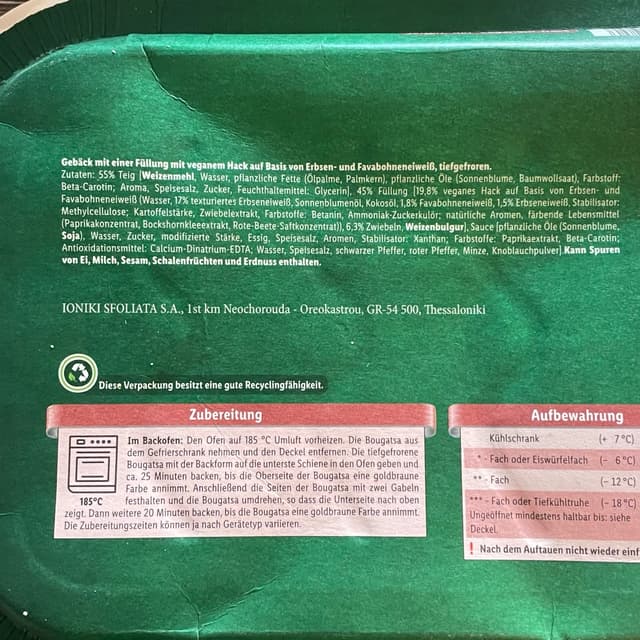 Gebäck mit einer Füllung mit veganem Hack auf Basis von Erbsen- und Favabohneneiweiß, tiefgefroren.
Zutaten: 55% Teig [Weizenmehl, Wasser, pflanzliche Fette (Ölpalme, Palmkern), pflanzliche Öle (Sonnenblume, Baumwollsaat), Farbstoff:
Beta-Carotin; Aroma, Speisesalz, Zucker, Feuchthaltemittel: Glycerin], 45% Füllung [19,8% veganes Hack auf Basis von Erbsen- und
Favabohneneiweiß (Wasser, 17% texturiertes Erbseneiweiß, Sonnenblumenöl, Kokosöl, 1,8% Favabohneneiweiß, 1,5% Erbseneiweiß, Stabilisator:
Methylcellulose; Kartoffelstärke, Zwiebelextrakt, Farbstoffe: Betanin, Ammoniak-Zuckerkulör; natürliche Aromen, färbende Lebensmittel
(Paprikakonzentrat, Bockshornkleeextrakt, Rote-Beete-Saftkonzentrat)), 6,3% Zwiebeln, Weizenbulgur], Sauce [pflanzliche Öle (Sonnenblume,
Soja), Wasser, Zucker, modifizierte Stärke, Essig, Speisesalz, Aromen, Stabilisator: Xanthan; Farbstoffe: Paprikaextrakt, Beta-Carotin;
Antioxidationsmittel: Calcium-Dinatrium-EDTA; Wasser, Speisesalz, schwarzer Pfeffer, roter Pfeffer, Minze, Knoblauchpulver] Kann Spuren
von Ei, Milch, Sesam, Schalenfrüchten und Erdnuss enthalten.
IONIKI SFOLIATA S.A., 1st km Neochorouda - Oreokastrou, GR-54 500, Thessaloniki
Diese Verpackung besitzt eine gute Recyclingfähigkeit.
Zubereitung
Im Backofen: Den Ofen auf 185 °C Umluft vorheizen. Die Bougatsa aus
dem Gefrierschrank nehmen und den Deckel entfernen. Die tiefgefrorene
Bougatsa mit der Backform auf die unterste Schiene in den Ofen geben und
ca. 25 Minuten backen, bis die Oberseite der Bougatsa eine goldbraune
Farbe annimmt. Anschließend die Seiten der Bougatsa mit zwei Gabeln
185°C festhalten und die Bougatsa umdrehen, so dass die Unterseite nach oben
zeigt. Dann weitere 20 Minuten backen, bis die Bougatsa eine goldbraune Farbe annimmt.
Die Zubereitungszeiten können ja nach Gerätetyp variieren.
Aufbewahrung
Kühlschrank (+ 7°C)
* - Fach oder Eiswürfelfach (- 6°C)
** - Fach (- 12°C)
*** - Fach oder Tiefkühltruhe (- 18°C)
Ungeöffnet mindestens haltbar bis: siehe
Deckel.
! Nach dem Auftauen nicht wieder einf